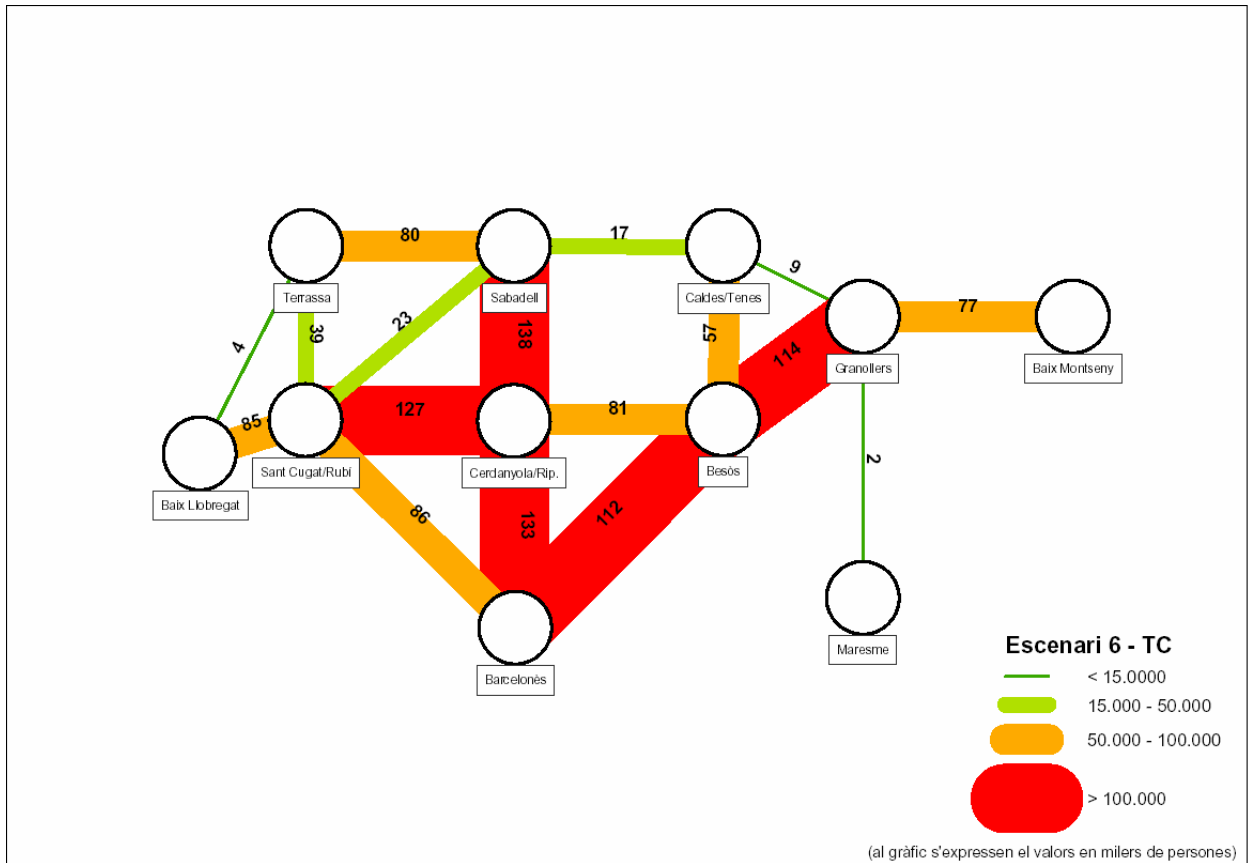 80
17
9
Terrassa
Sabadell
Caldes/Tenes
77
4
39
23
138
57
114
Granollers
Baix Montseny
85
127
81
Sant Cugat/Rubí
Cerdanyola/Rip.
Besòs
2
Baix Llobregat
86
133
112
Barcelonès
Maresme
Escenari 6 - TC
< 15.0000
15.000 - 50.000
50.000 - 100.000
> 100.000
(al gràfic s'expressen el valors en milers de persones)